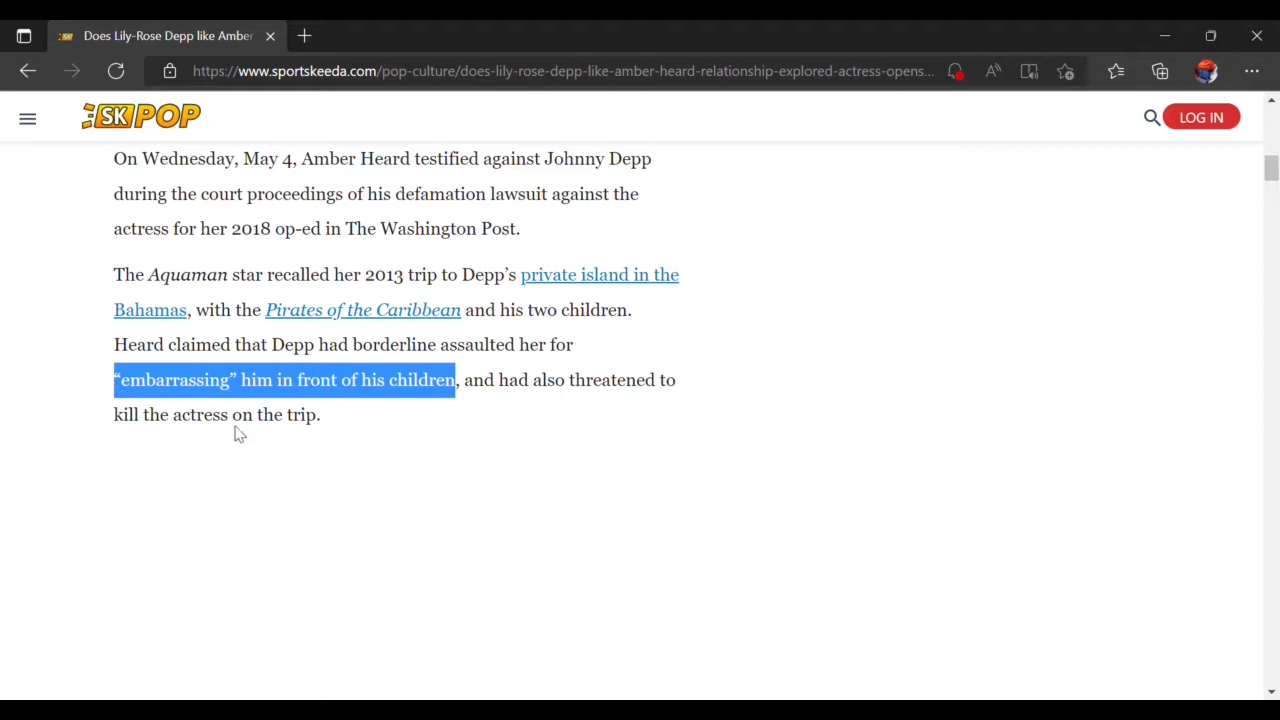 Does Lily-Rose Depp like Amber
https://www.sportskeeda.com/pop-culture/does-lily-rose-depp-like-amber-heard-relationship-explored-actress-opens...
SK POP
LOG IN
On Wednesday, May 4, Amber Heard testified against Johnny Depp
during the court proceedings of his defamation lawsuit against the
actress for her 2018 op-ed in The Washington Post.
The Aquaman star recalled her 2013 trip to Depp’s private island in the
Bahamas, with the Pirates of the Caribbean and his two children.
Heard claimed that Depp had borderline assaulted her for
“embarrassing” him in front of his children, and had also threatened to
kill the actress on the trip.